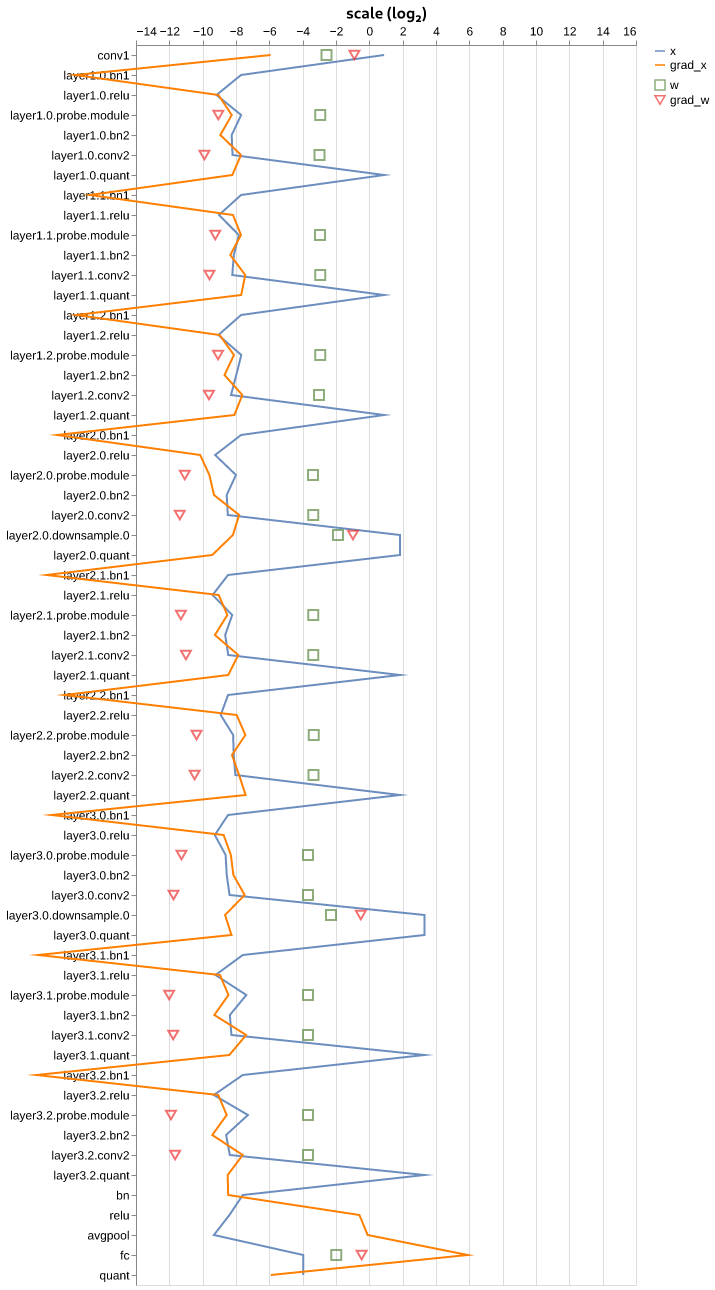 scale (log₂)
−14 −12 −10 −8 −6 −4 −2 0 2 4 6 8 10 12 14 16
x
grad_x
w
grad_w
conv1
layer1.0.bn1
layer1.0.relu
layer1.0.probe.module
layer1.0.bn2
layer1.0.conv2
layer1.0.quant
layer1.1.bn1
layer1.1.relu
layer1.1.probe.module
layer1.1.bn2
layer1.1.conv2
layer1.1.quant
layer1.2.bn1
layer1.2.relu
layer1.2.probe.module
layer1.2.bn2
layer1.2.conv2
layer1.2.quant
layer2.0.bn1
layer2.0.relu
layer2.0.probe.module
layer2.0.bn2
layer2.0.conv2
layer2.0.downsample.0
layer2.0.quant
layer2.1.bn1
layer2.1.relu
layer2.1.probe.module
layer2.1.bn2
layer2.1.conv2
layer2.1.quant
layer2.2.bn1
layer2.2.relu
layer2.2.probe.module
layer2.2.bn2
layer2.2.conv2
layer2.2.quant
layer3.0.bn1
layer3.0.relu
layer3.0.probe.module
layer3.0.bn2
layer3.0.conv2
layer3.0.downsample.0
layer3.0.quant
layer3.1.bn1
layer3.1.relu
layer3.1.probe.module
layer3.1.bn2
layer3.1.conv2
layer3.1.quant
layer3.2.bn1
layer3.2.relu
layer3.2.probe.module
layer3.2.bn2
layer3.2.conv2
layer3.2.quant
bn
relu
avgpool
fc
quant